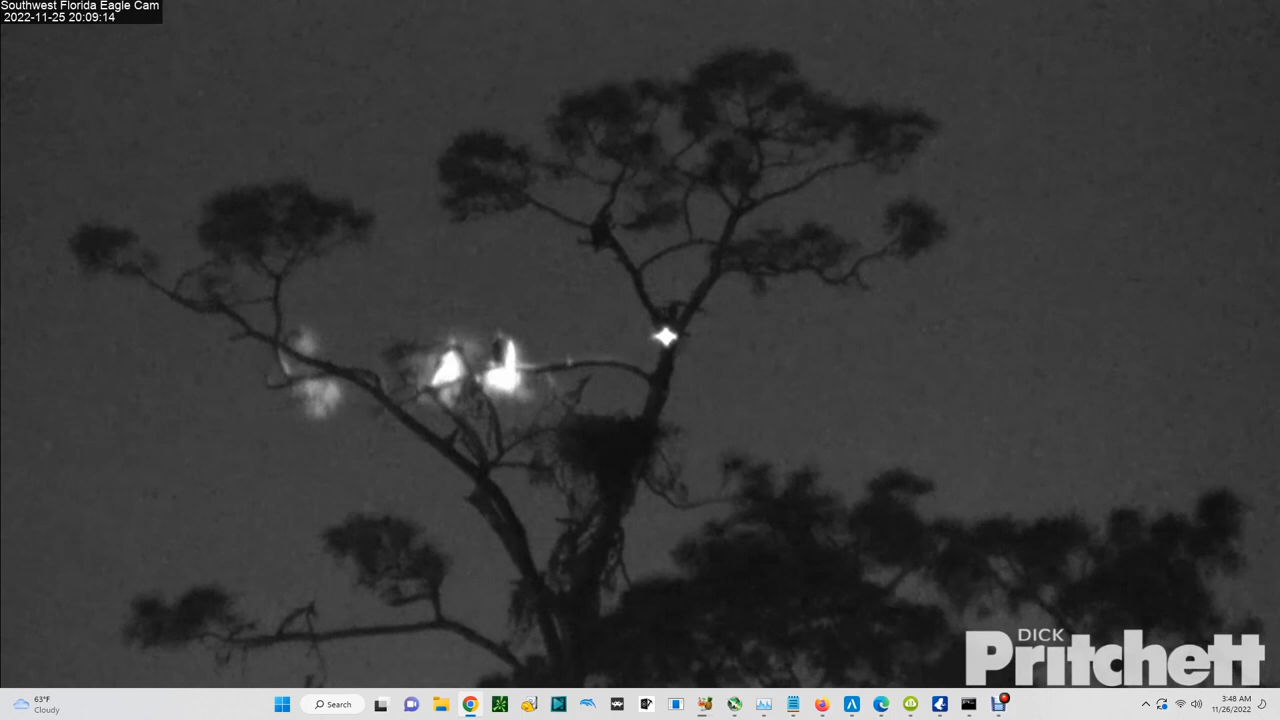 Southwest Florida Eagle Cam
2022-11-25 20:09:14
DICK
Pritchett
63°F
Cloudy
Search
3:48 AM
11/26/2022